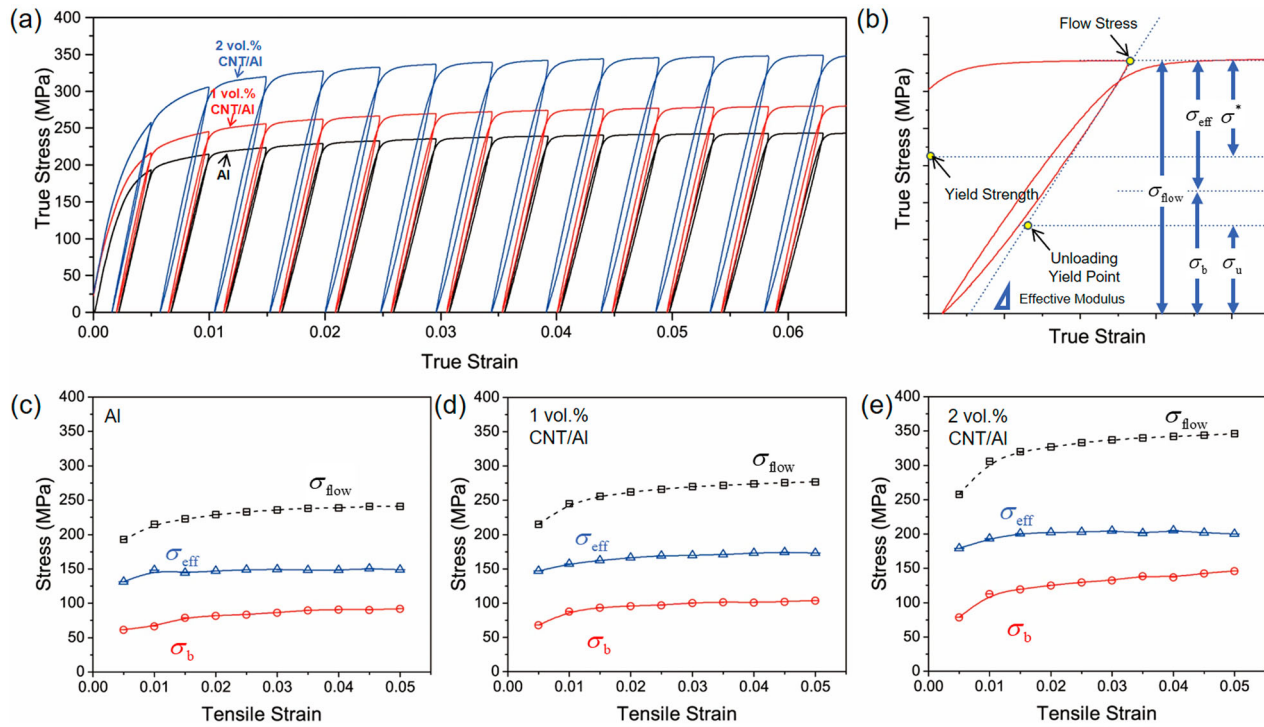 (a)
400
350
300
250
200
150
100
50
0
True Stress (MPa)
2 vol.%
CNT/Al
1 vol.%
CNT/Al
Al
0.00
0.01
0.02
0.03
0.04
0.05
0.06
True Strain
(b)
True Stress (MPa)
Flow Stress
Yield Strength
Unloading
Yield Point
Effective Modulus
σflow
σeff
σ*
σb
σu
True Strain
(c)
Al
400
350
300
250
200
150
100
50
0
Stress (MPa)
σflow
σeff
σb
0.00
0.01
0.02
0.03
0.04
0.05
Tensile Strain
(d)
1 vol.%
CNT/Al
400
350
300
250
200
150
100
50
0
Stress (MPa)
σflow
σeff
σb
0.00
0.01
0.02
0.03
0.04
0.05
Tensile Strain
(e)
2 vol.%
CNT/Al
400
350
300
250
200
150
100
50
0
Stress (MPa)
σflow
σeff
σb
0.00
0.01
0.02
0.03
0.04
0.05
Tensile Strain